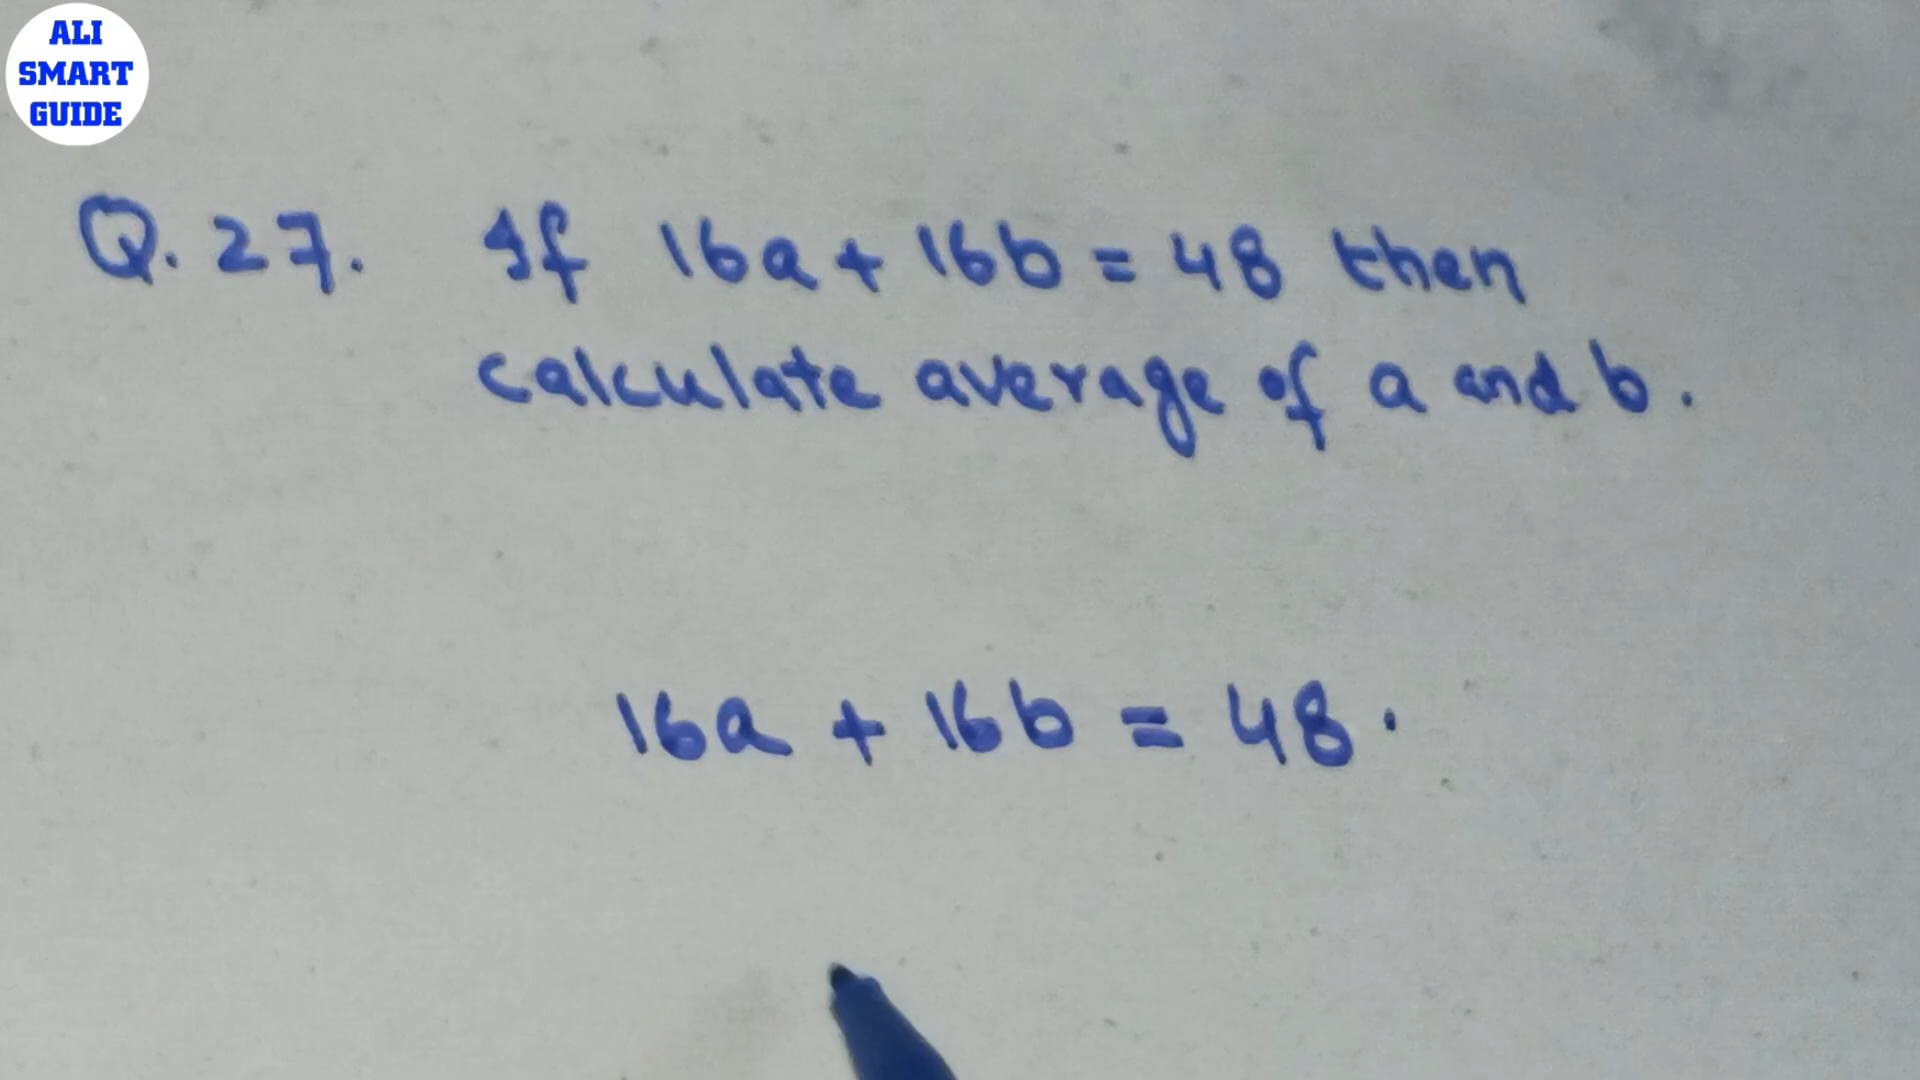 ALI
SMART
GUIDE
Q. 27. If 16a + 16b = 48 then
calculate average of a and b.
16a + 16b = 48.